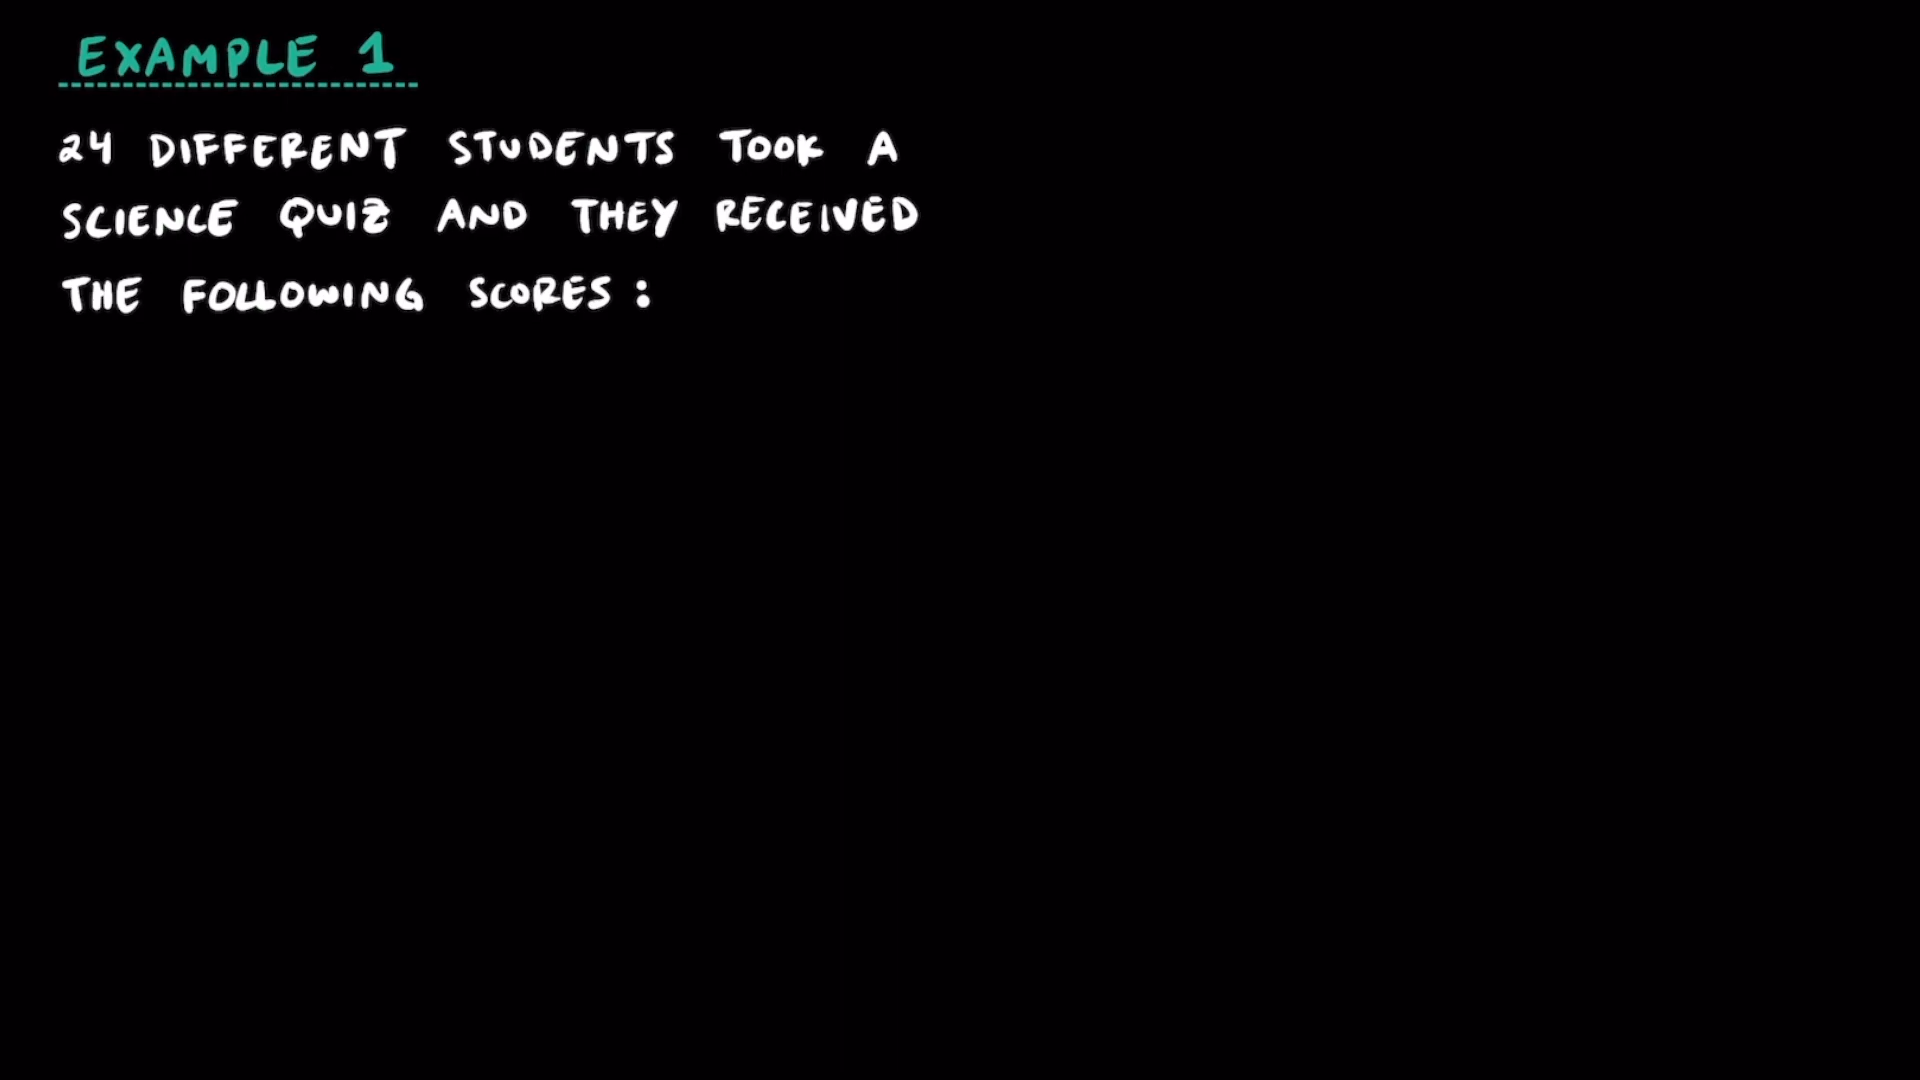 EXAMPLE 1
24 DIFFERENT STUDENTS TOOK A
SCIENCE QUIZ AND THEY RECEIVED
THE FOLLOWING SCORES :